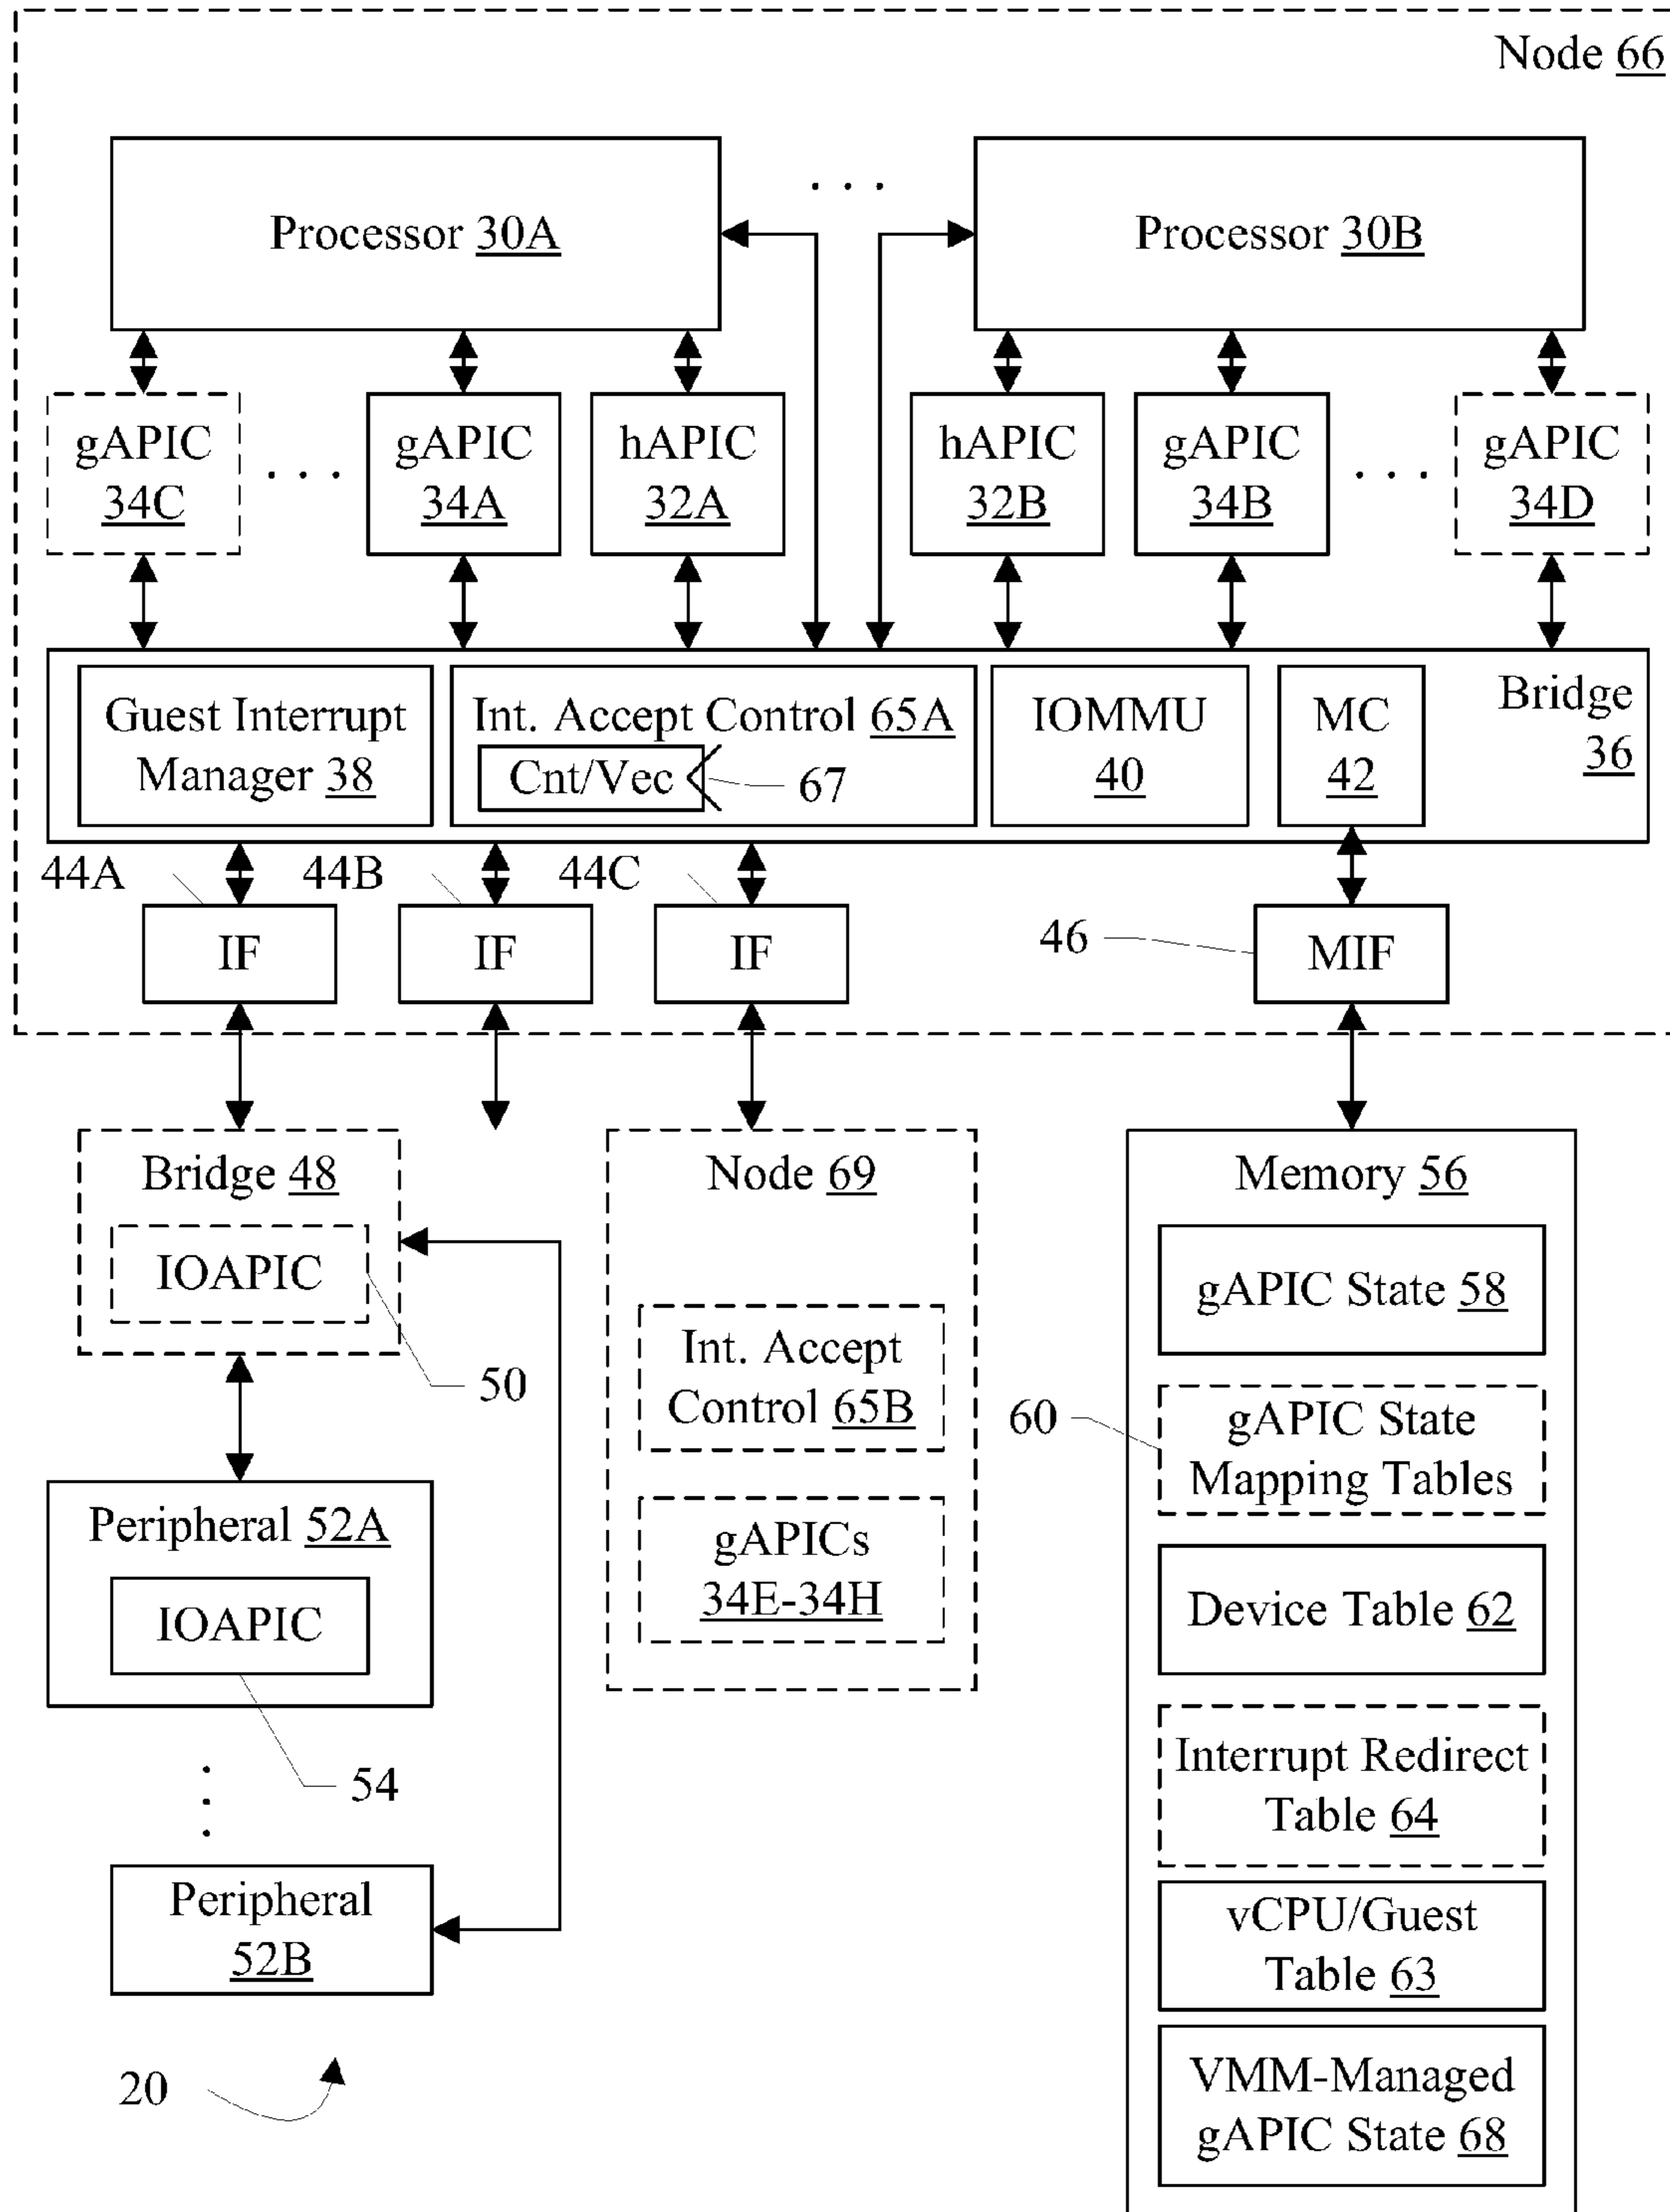 Node 66
. . .
Processor 30A
Processor 30B
gAPIC
34C
. . .
gAPIC
34A
hAPIC
32A
hAPIC
32B
gAPIC
34B
. . .
gAPIC
34D
Guest Interrupt
Manager 38
Int. Accept Control 65A
Cnt/Vec
67
IOMMU
40
MC
42
Bridge
36
44A
44B
44C
IF
IF
IF
46
MIF
Bridge 48
IOAPIC
50
Peripheral 52A
IOAPIC
54
Peripheral
52B
20
Node 69
Int. Accept
Control 65B
gAPICs
34E-34H
Memory 56
gAPIC State 58
60
gAPIC State
Mapping Tables
Device Table 62
Interrupt Redirect
Table 64
vCPU/Guest
Table 63
VMM-Managed
gAPIC State 68